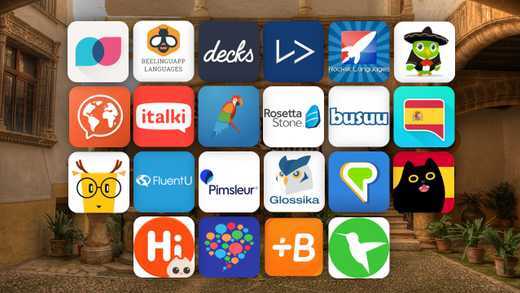 BEELINGUAPP
LANGUAGES
decks
Rocket Languages
italki
Rosetta
Stone
busuu
FluentU
Pimsleur
Glossika
Hi
+B